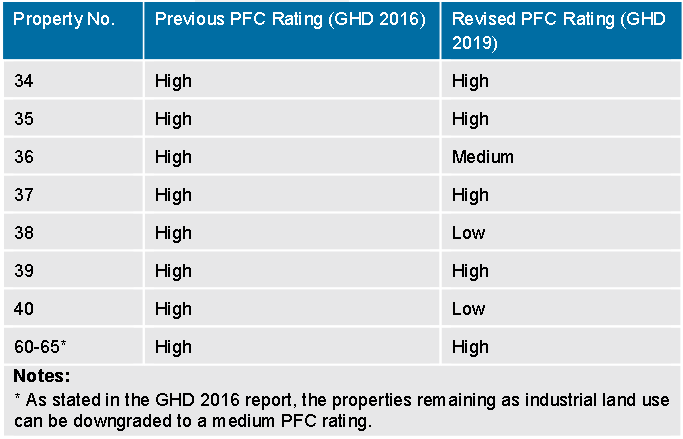 Property No. Previous PFC Rating (GHD 2016) Revised PFC Rating (GHD
2019)
34 High High
35 High High
36 High Medium
37 High High
38 High Low
39 High High
40 High Low
60-65* High High
Notes:
* As stated in the GHD 2016 report, the properties remaining as industrial land use
can be downgraded to a medium PFC rating.